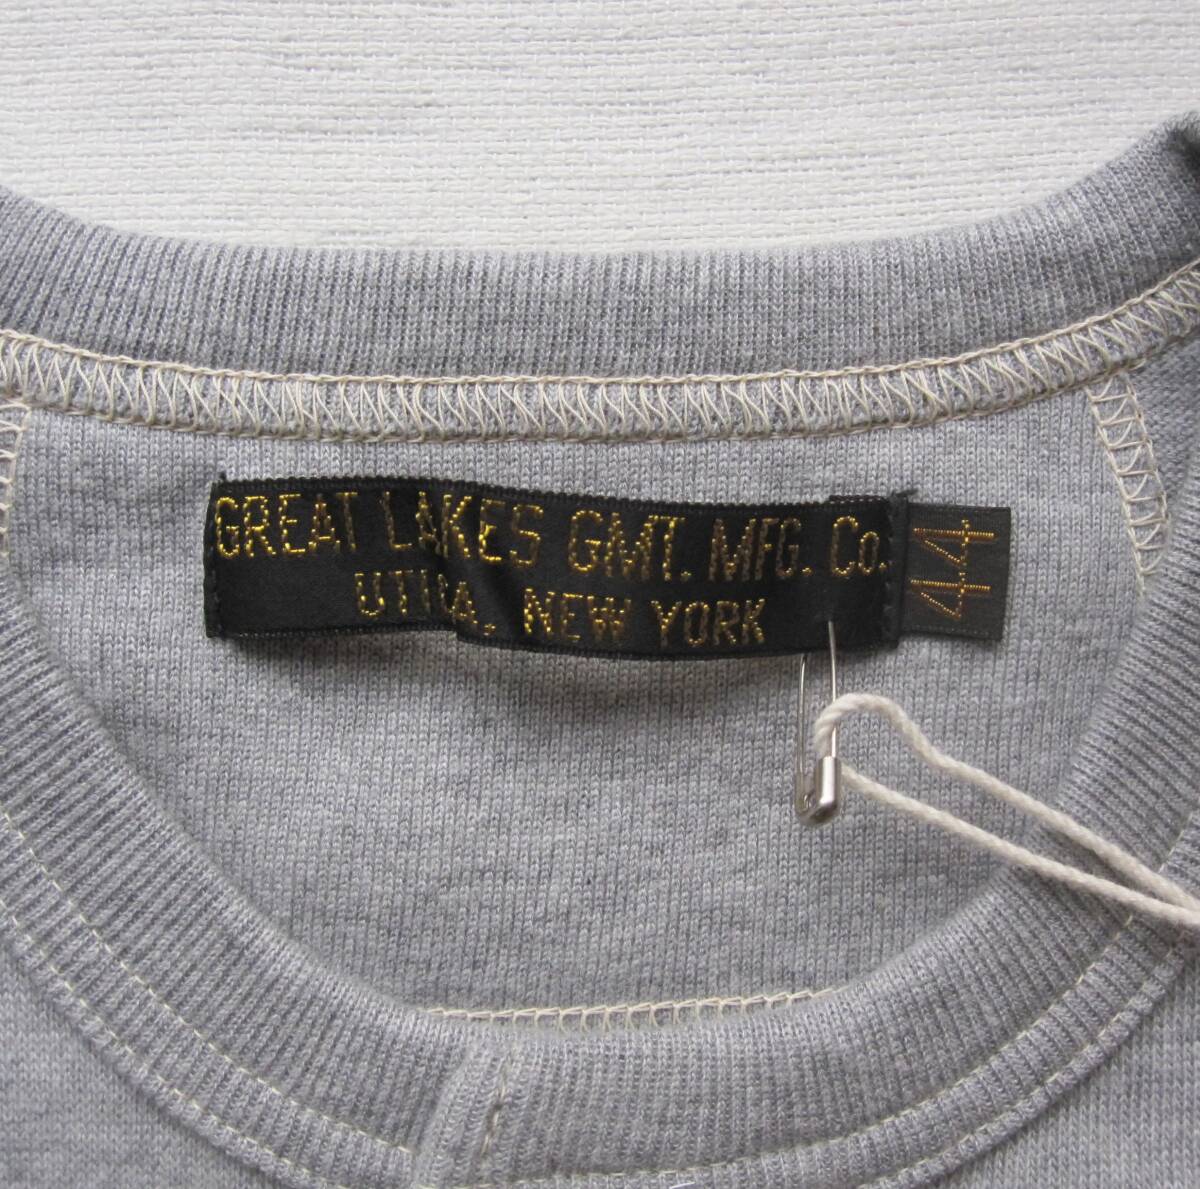 GREAT LAKES GMT. MFG. Co.
UTICA, NEW YORK
44